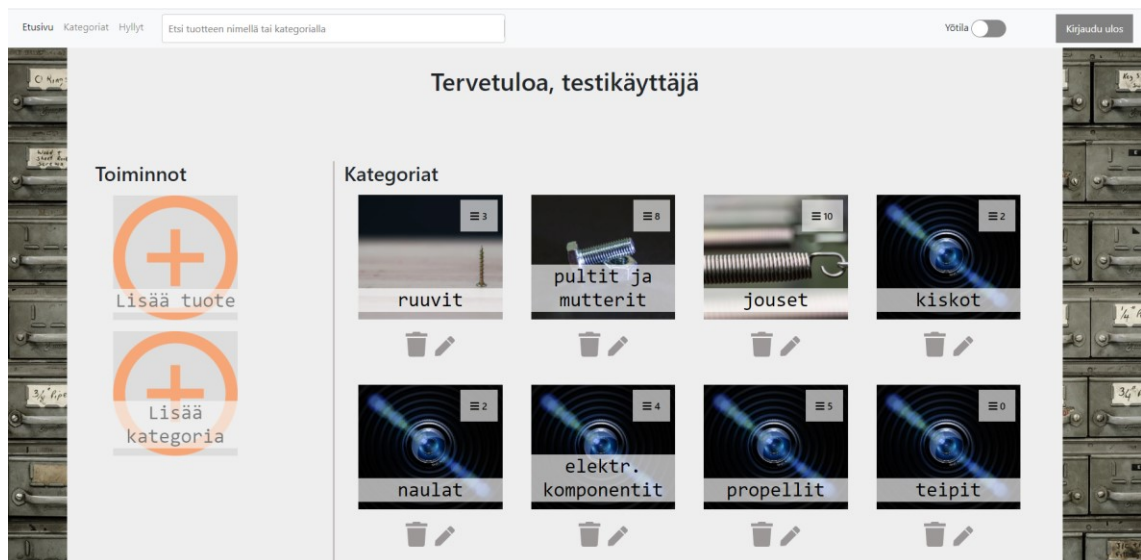 Etusivu Kategoriat Hyllyt Etsi tuotteen nimellä tai kategorialla Yötila Kirjaudu ulos
Tervetuloa, testikäyttäjä
Toiminnot
Lisää tuote
Lisää
kategoria
Kategoriat
3
ruuvit
8
pultit ja
mutterit
10
jouset
2
kiskot
2
naulat
4
elektr.
komponentit
5
propellit
0
teipit